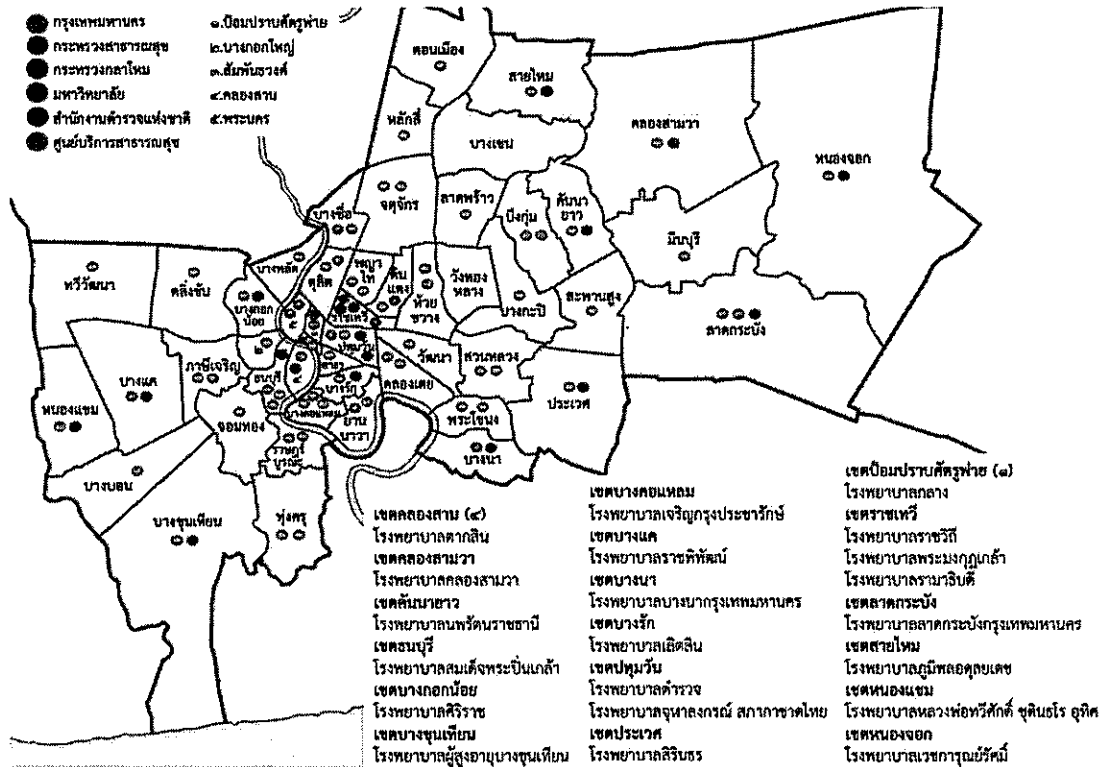 กรุงเทพมหานคร
กระทรวงสาธารณสุข
กระทรวงกลาโหม
มหาวิทยาลัย
สำนักงานตำรวจแห่งชาติ
ศูนย์บริการสาธารณสุข
๑.ป้อมปราบศัตรูพ่าย
๒.บางกอกใหญ่
๓.สัมพันธวงศ์
๔.คลองสาน
๕.พระนคร
ดอนเมือง
สายไหม
หลักสี่
บางเขน
คลองสามวา
หนองจอก
จตุจักร
ลาดพร้าว
บึงกุ่ม
คันนา
ยาว
มีนบุรี
บางซื่อ
บางพลัด
ดุสิต
พญา
ไท
ดิน
แดง
ห้วย
ขวาง
วังทอง
หลาง
บางกะปิ
สะพานสูง
ลาดกระบัง
ทวีวัฒนา
ตลิ่งชัน
บางกอก
น้อย
ราชเทวี
ปทุมวัน
วัฒนา
สวนหลวง
ประเวศ
บางแค
ภาษีเจริญ
ธนบุรี
สาธร
บางรัก
คลองเตย
พระโขนง
บางนา
หนองแขม
จอมทอง
บางคอแหลม
ยาน
นาวา
ราษฎร์
บูรณะ
บางบอน
บางขุนเทียน
ทุ่งครุ
เขตคลองสาน (๔)
โรงพยาบาลตากสิน
เขตคลองสามวา
โรงพยาบาลคลองสามวา
เขตคันนายาว
โรงพยาบาลนพรัตนราชธานี
เขตธนบุรี
โรงพยาบาลสมเด็จพระปิ่นเกล้า
เขตบางกอกน้อย
โรงพยาบาลศิริราช
เขตบางขุนเทียน
โรงพยาบาลผู้สูงอายุบางขุนเทียน
เขตบางคอแหลม
โรงพยาบาลเจริญกรุงประชารักษ์
เขตบางแค
โรงพยาบาลราชพิพัฒน์
เขตบางนา
โรงพยาบาลบางนากรุงเทพมหานคร
เขตบางรัก
โรงพยาบาลเลิดสิน
เขตปทุมวัน
โรงพยาบาลตำรวจ
โรงพยาบาลจุฬาลงกรณ์ สภากาชาดไทย
เขตประเวศ
โรงพยาบาลสิรินธร
เขตป้อมปราบศัตรูพ่าย (๑)
โรงพยาบาลกลาง
เขตราชเทวี
โรงพยาบาลราชวิถี
โรงพยาบาลพระมงกุฎเกล้า
โรงพยาบาลรามาธิบดี
เขตลาดกระบัง
โรงพยาบาลลาดกระบังกรุงเทพมหานคร
เขตสายไหม
โรงพยาบาลภูมิพลอดุลยเดช
เขตหนองแขม
โรงพยาบาลหลวงพ่อทวีศักดิ์ ชุตินธโร อุทิศ
เขตหนองจอก
โรงพยาบาลเวชการุณย์รัศมิ์